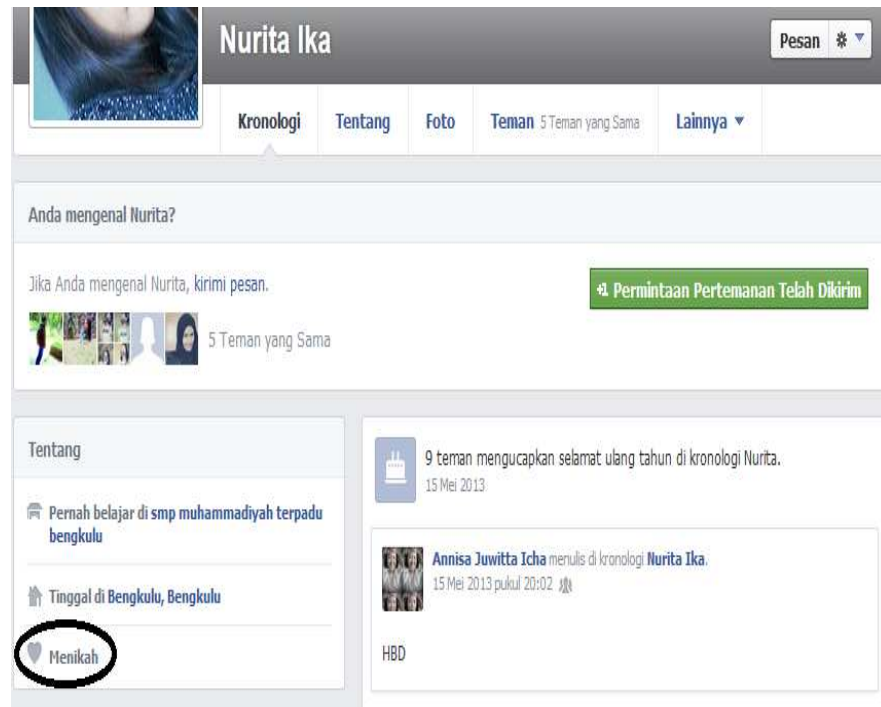 Nurita Ika
Pesan
Kronologi Tentang Foto Teman 5 Teman yang Sama Lainnya
Anda mengenal Nurita?
Jika Anda mengenal Nurita, kirimi pesan.
+1 Permintaan Pertemanan Telah Dikirim
5 Teman yang Sama
Tentang
Pernah belajar di smp muhammadiyah terpadu
bengkulu
Tinggal di Bengkulu, Bengkulu
Menikah
9 teman mengucapkan selamat ulang tahun di kronologi Nurita.
15 Mei 2013
Annisa Juwitta Icha menulis di kronologi Nurita Ika.
15 Mei 2013 pukul 20:02
HBD